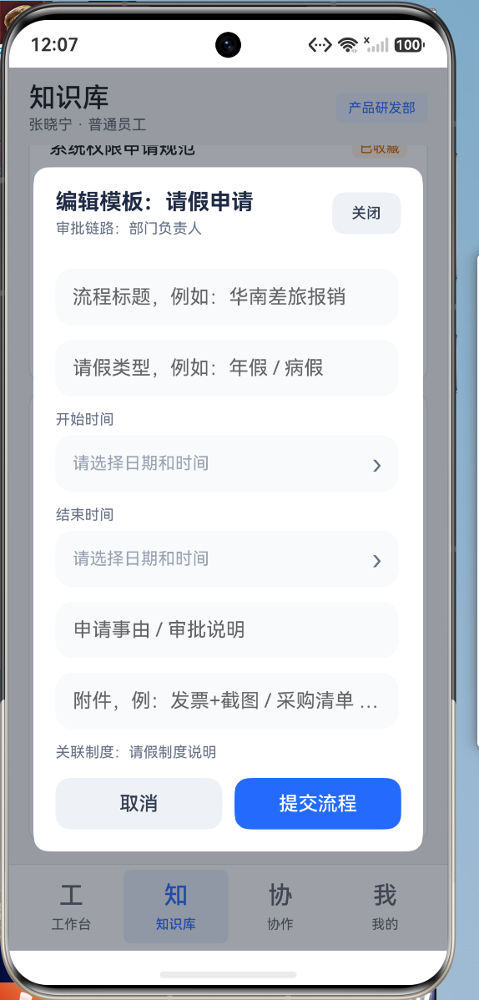 12:07
100
知识库
产品研发部
张晓宁 · 普通员工
系统权限申请规范
已收藏
编辑模板：请假申请
关闭
审批链路：部门负责人
流程标题，例如：华南差旅报销
请假类型，例如：年假 / 病假
开始时间
请选择日期和时间
结束时间
请选择日期和时间
申请事由 / 审批说明
附件，例：发票+截图 / 采购清单 ...
关联制度：请假制度说明
取消
提交流程
工
知
协
我
工作台
知识库
协作
我的